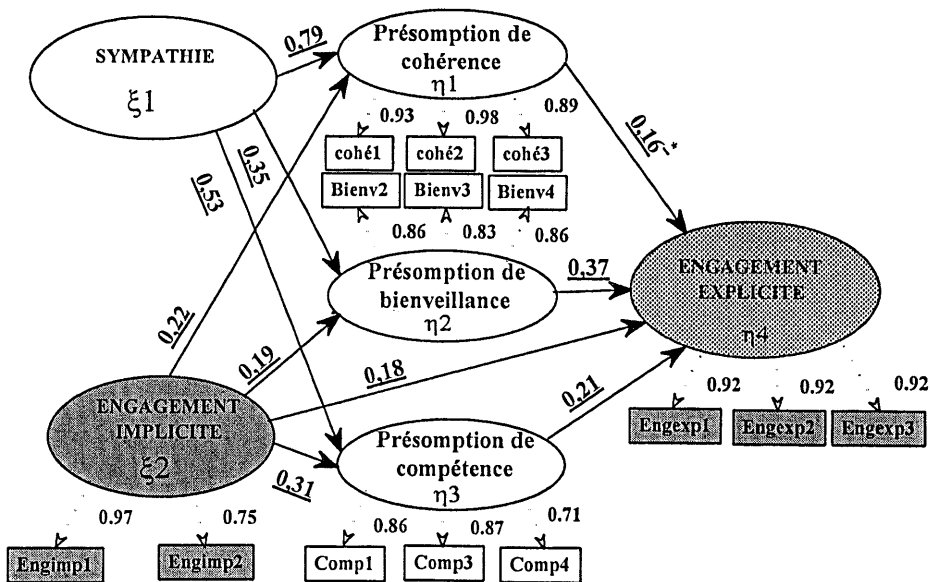 SYMPATHIE
ξ1
0,79
Présomption de
cohérence
η1
0.93
0.98
0.89
0,16-*
cohé1
cohé2
cohé3
Bienv2
Bienv3
Bienv4
0.86
0.83
0.86
0,35
0,53
Présomption de
bienveillance
η2
0,37
ENGAGEMENT
EXPLICITE
η4
0,22
0,19
0,18
0,21
0.92
0.92
0.92
Engexp1
Engexp2
Engexp3
ENGAGEMENT
IMPLICITE
ξ2
0,31
Présomption de
compétence
η3
0.97
0.75
0.86
0.87
0.71
Engimp1
Engimp2
Comp1
Comp3
Comp4